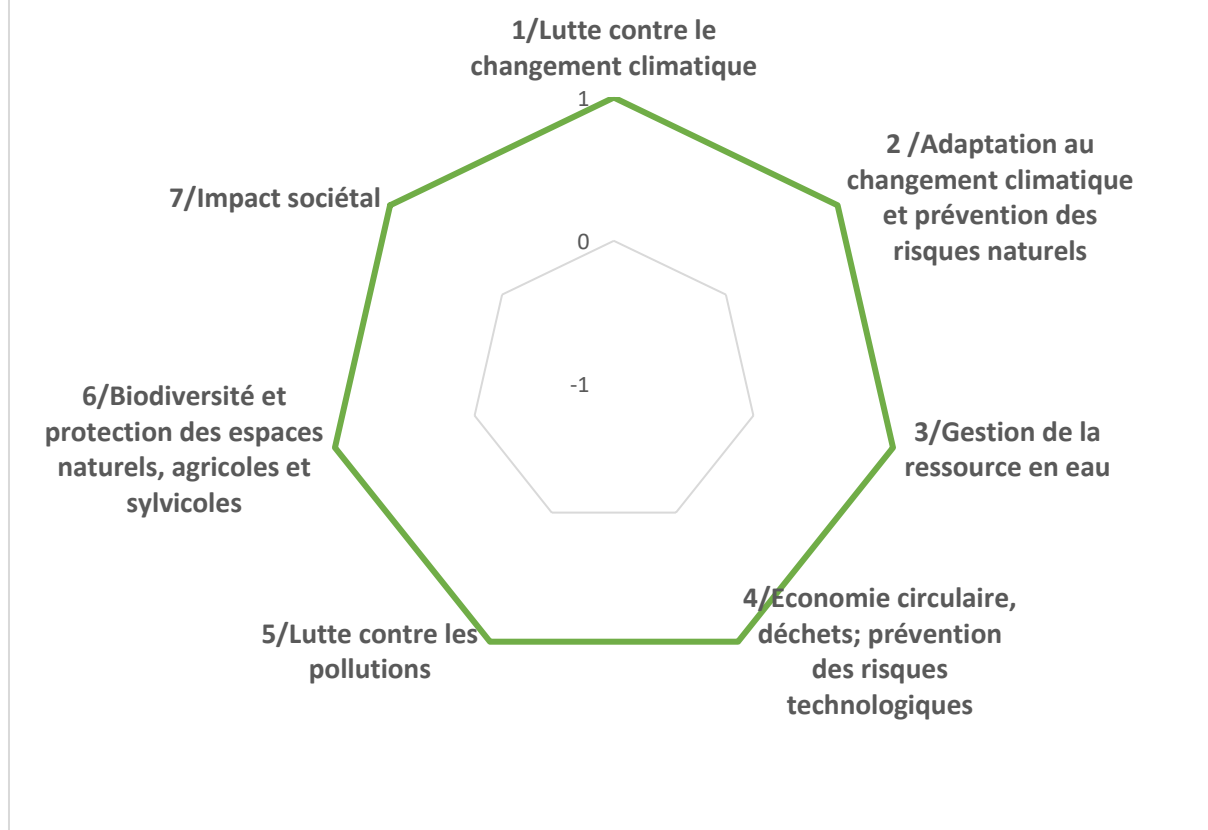 1/Lutte contre le
changement climatique
1
2 /Adaptation au
changement climatique
et prévention des
risques naturels
7/Impact sociétal
0
-1
6/Biodiversité et
protection des espaces
naturels, agricoles et
sylvicoles
3/Gestion de la
ressource en eau
4/Economie circulaire,
déchets; prévention
des risques
technologiques
5/Lutte contre les
pollutions